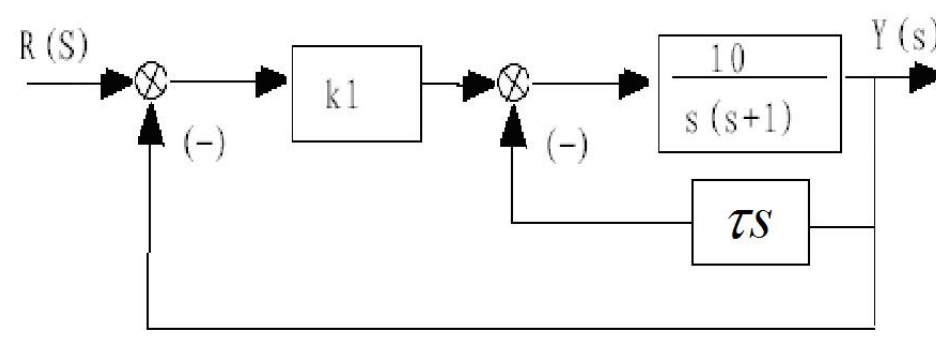 R(S)
k1
10
s(s+1)
Y(s)
(-)
(-)
τs